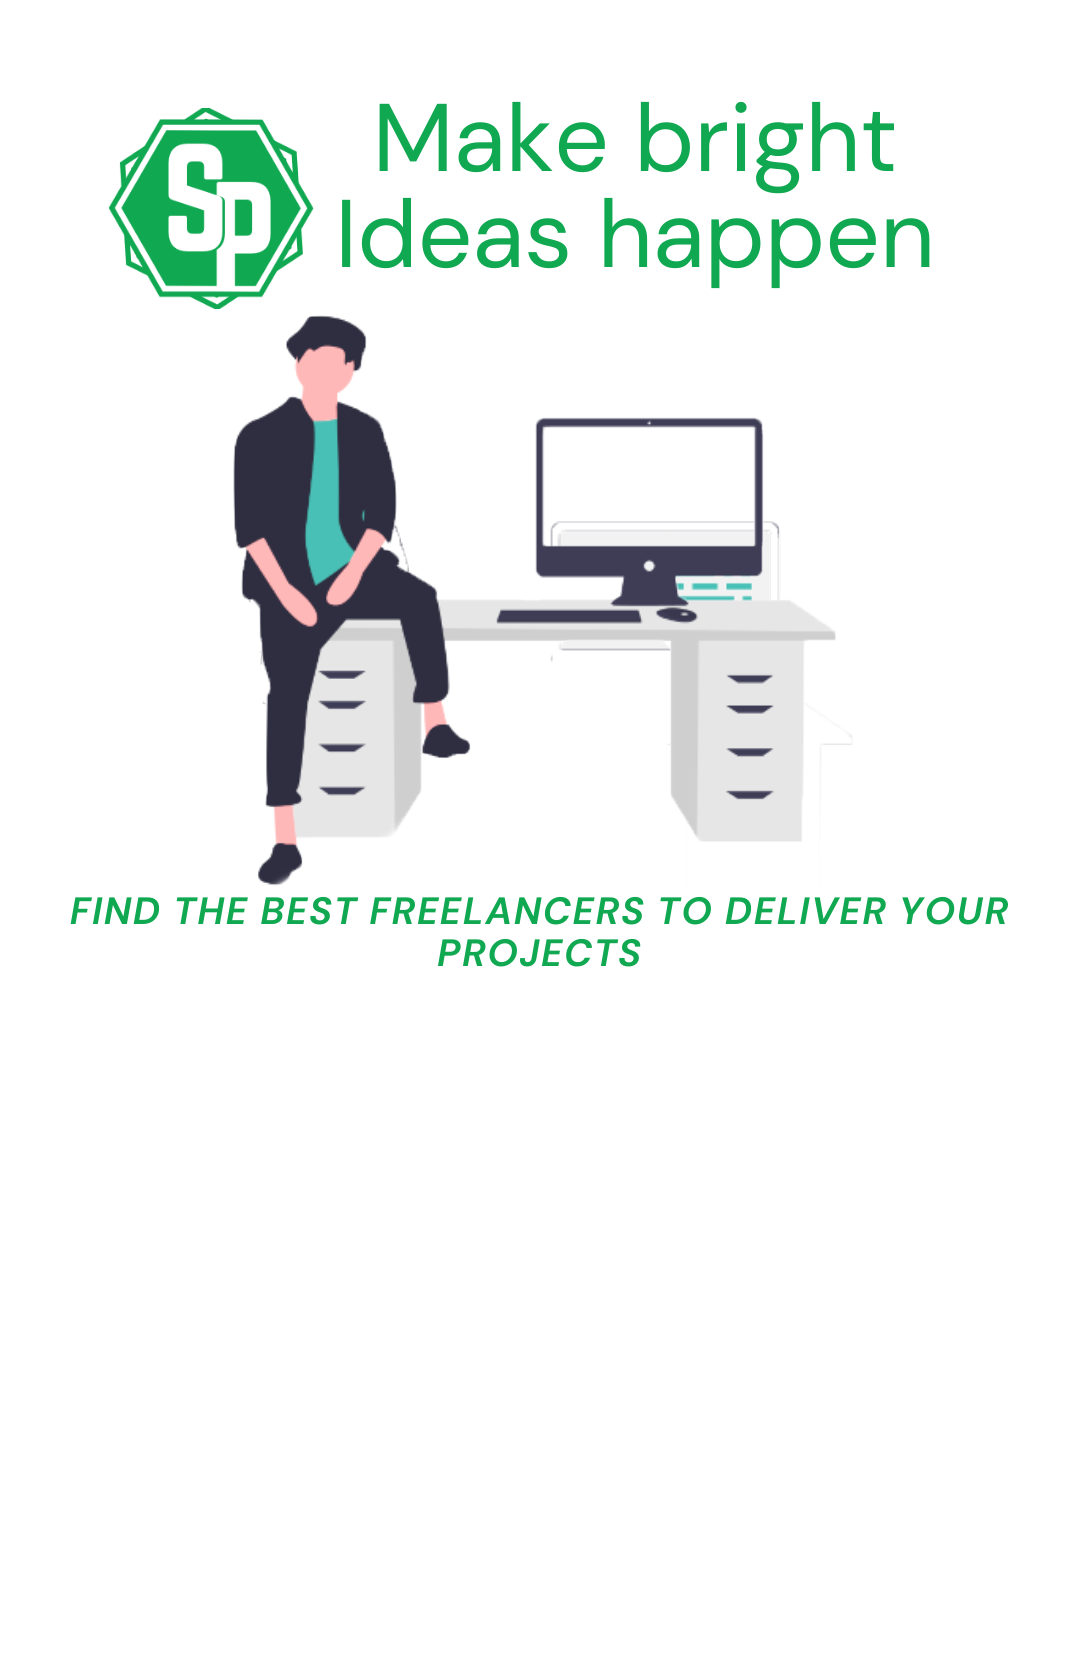 SP
Make bright
Ideas happen
FIND THE BEST FREELANCERS TO DELIVER YOUR
PROJECTS